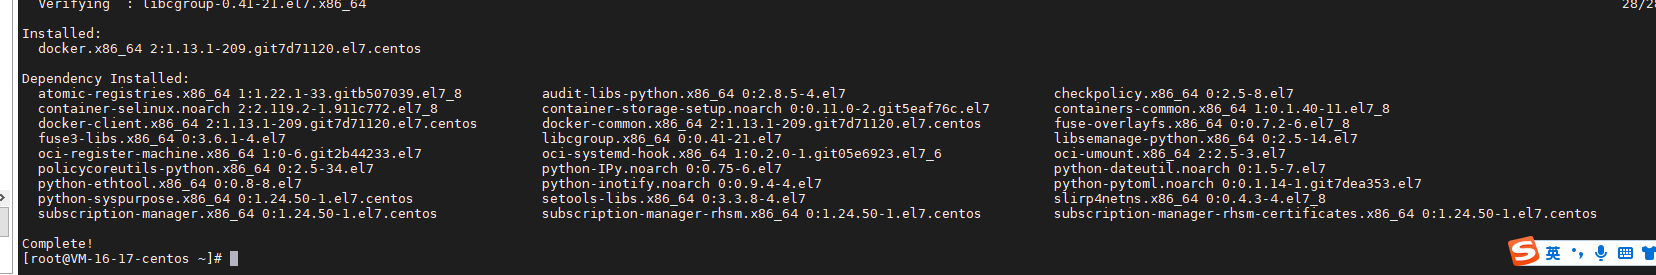 Verifying  : libcgroup-0.41-21.el7.x86_64 28/28
Installed:
docker.x86_64 2:1.13.1-209.git7d71120.el7.centos
Dependency Installed:
atomic-registries.x86_64 1:1.22.1-33.gitb507039.el7_8 audit-libs-python.x86_64 0:2.8.5-4.el7 checkpolicy.x86_64 0:2.5-8.el7
container-selinux.noarch 2:2.119.2-1.911c772.el7_8 container-storage-setup.noarch 0:0.11.0-2.git5eaf76c.el7 containers-common.x86_64 1:0.1.40-11.el7_8
docker-client.x86_64 2:1.13.1-209.git7d71120.el7.centos docker-common.x86_64 2:1.13.1-209.git7d71120.el7.centos fuse-overlayfs.x86_64 0:0.7.2-6.el7_8
fuse3-libs.x86_64 0:3.6.1-4.el7 libcgroup.x86_64 0:0.41-21.el7 libsemanage-python.x86_64 0:2.5-14.el7
oci-register-machine.x86_64 1:0-6.git2b44233.el7 oci-systemd-hook.x86_64 1:0.2.0-1.git05e6923.el7_6 oci-umount.x86_64 2:2.5-3.el7
policycoreutils-python.x86_64 0:2.5-34.el7 python-IPy.noarch 0:0.75-6.el7 python-dateutil.noarch 0:1.5-7.el7
python-ethtool.x86_64 0:0.8-8.el7 python-inotify.noarch 0:0.9.4-4.el7 python-pytoml.noarch 0:0.1.14-1.git7dea353.el7
python-syspurpose.x86_64 0:1.24.50-1.el7.centos setools-libs.x86_64 0:3.3.8-4.el7 slirp4netns.x86_64 0:0.4.3-4.el7_8
subscription-manager.x86_64 0:1.24.50-1.el7.centos subscription-manager-rhsm.x86_64 0:1.24.50-1.el7.centos subscription-manager-rhsm-certificates.x86_64 0:1.24.50-1.el7.centos
Complete!
[root@VM-16-17-centos ~]#
英